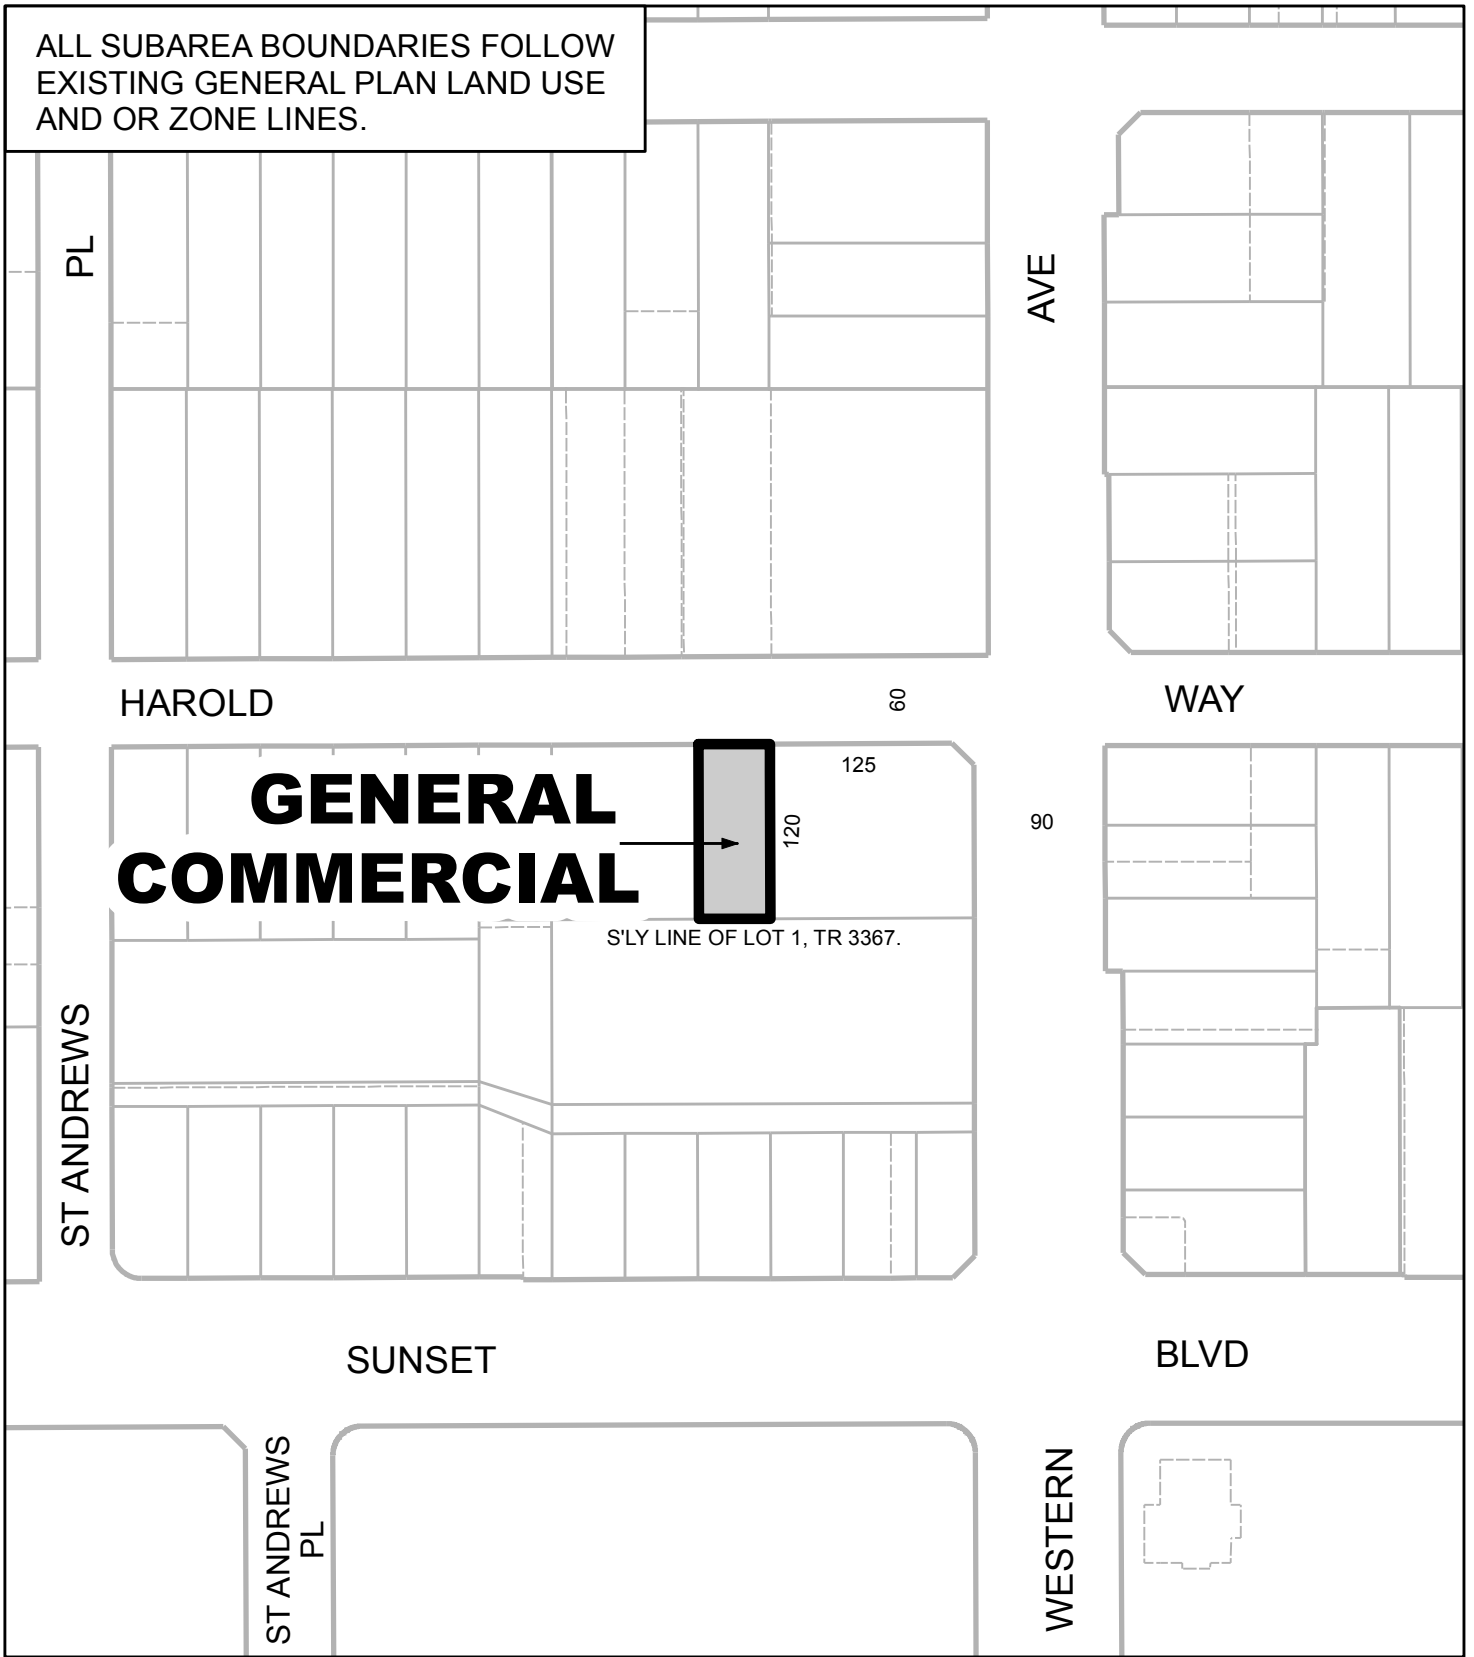 ALL SUBAREA BOUNDARIES FOLLOW
EXISTING GENERAL PLAN LAND USE
AND OR ZONE LINES.
PL
AVE
HAROLD
60
WAY
125
GENERAL
COMMERCIAL
120
90
S'LY LINE OF LOT 1, TR 3367.
ST ANDREWS
SUNSET
BLVD
ST ANDREWS
PL
WESTERN